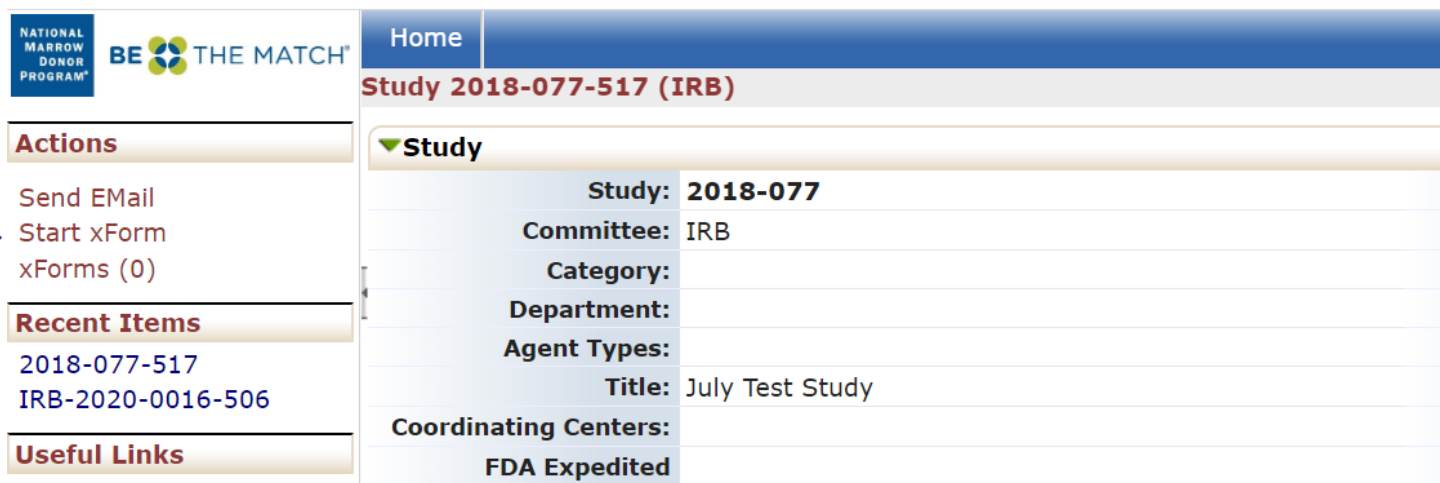 NATIONAL
MARROW
DONOR
PROGRAM®
BE THE MATCH®
Home
Study 2018-077-517 (IRB)
Actions
Send EMail
Start xForm
xForms (0)
Recent Items
2018-077-517
IRB-2020-0016-506
Useful Links
Study
Study: 2018-077
Committee: IRB
Category:
Department:
Agent Types:
Title: July Test Study
Coordinating Centers:
FDA Expedited